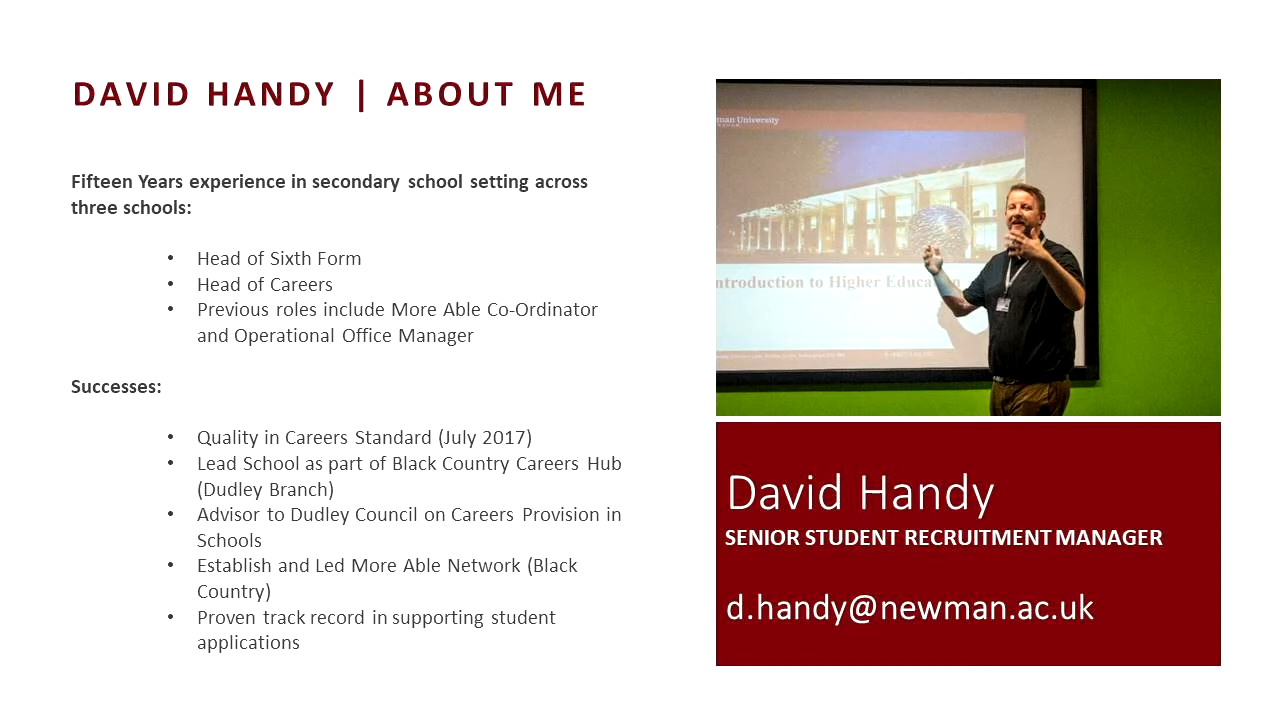 DAVID HANDY | ABOUT ME
Fifteen Years experience in secondary school setting across
three schools:
• Head of Sixth Form
• Head of Careers
• Previous roles include More Able Co-Ordinator
and Operational Office Manager
Successes:
• Quality in Careers Standard (July 2017)
• Lead School as part of Black Country Careers Hub
(Dudley Branch)
• Advisor to Dudley Council on Careers Provision in
Schools
• Establish and Led More Able Network (Black
Country)
• Proven track record in supporting student
applications
man University
ntroduction to Higher Education
David Handy
SENIOR STUDENT RECRUITMENT MANAGER
d.handy@newman.ac.uk